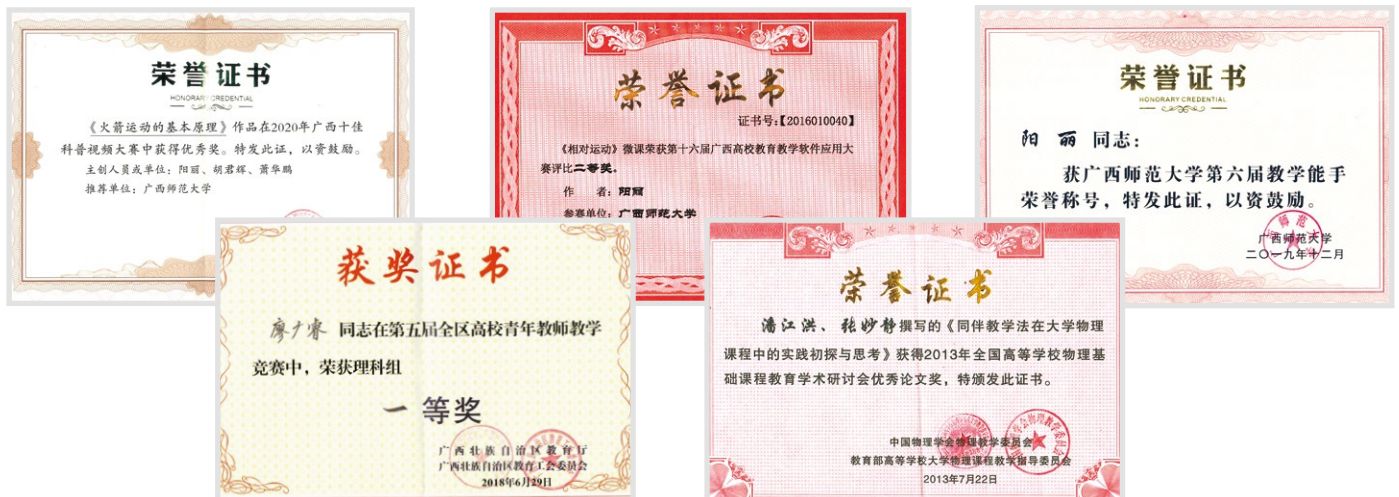 荣誉证书
HONORARY CREDENTIAL
《火箭运动的基本原理》作品在2020年广西十佳
科普视频大赛中获得优秀奖。特发此证，以资鼓励。
主创人员或单位：阳丽、胡君辉、萧华鹏
推荐单位：广西师范大学
荣誉证书
证书号：【2016010040】
《相对运动》微课荣获第十六届广西高校教育教学软件应用大
赛评比二等奖.
作 者：阳丽
参赛单位：广西师范大学
荣誉证书
HONORARY CREDENTIAL
阳 丽 同志：
获广西师范大学第六届教学能手
荣誉称号，特发此证，以资鼓励。
广西师范大学
二〇一九年十二月
获奖证书
廖广睿 同志在第五届全区高校青年教师教学
竞赛中，荣获理科组
一 等奖
广西壮族自治区教育厅
广西壮族自治区教育工会委员会
2018年6月29日
荣誉证书
潘江洪、张妙静撰写的《同伴教学法在大学物理
课程中的实践初探与思考》获得2013年全国高等学校物理基
础课程教育学术研讨会优秀论文奖，特颁发此证书。
中国物理学会物理教学委员会
教育部高等学校大学物理课程教学指导委员会
2013年7月22日